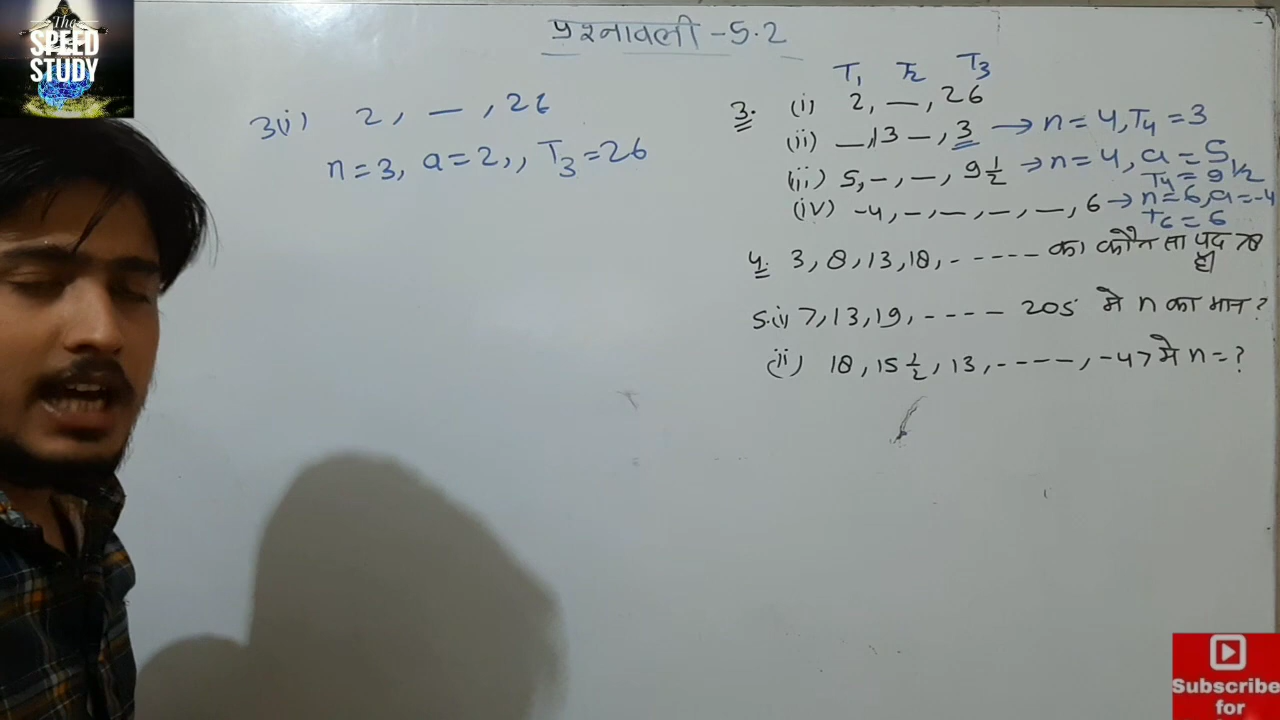 The
SPEED
STUDY
प्रश्नावली -5.2
3(i) 2, —, 26
n=3, a=2,, T₃=26
T₁ T₂ T₃
3. (i) 2, —, 26
(ii) —, 13 —, 3 → n=4, T₄=3
(ii) 5, -, —, 9 1/2 → n=4, a=5
T₄=9 1/2
(iv) -4, —, —, —, —, 6 → n=6, a=-4
T₆=6
4. 3, 8, 13, 18, ------ का कौन सा पद 78
है।
5.(i) 7, 13, 19, ---- 205 मे n का मान?
(ii) 18, 15 1/2, 13, ----, -47 मे n=?
Subscribe
for